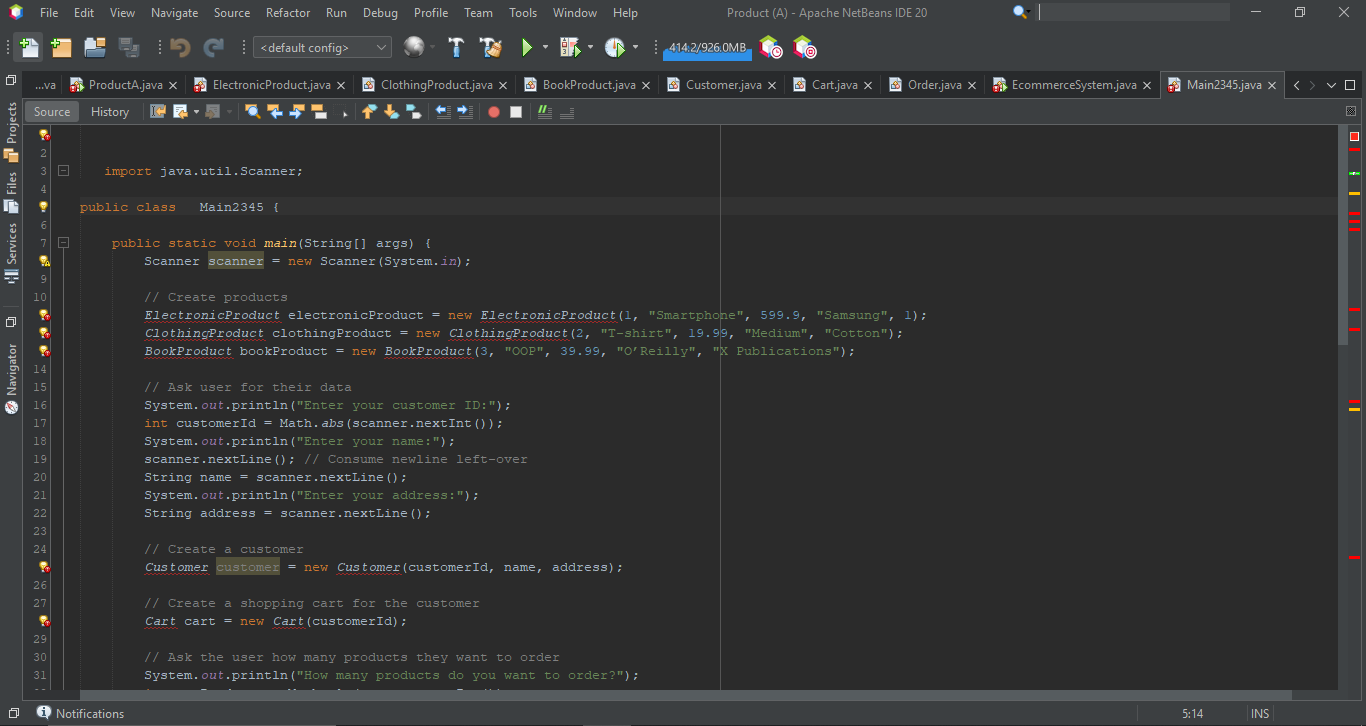 File Edit View Navigate Source Refactor Run Debug Profile Team Tools Window Help Product (A) - Apache NetBeans IDE 20
<default config> 414.2/926.0MB
...va ProductA.java ElectronicProduct.java ClothingProduct.java BookProduct.java Customer.java Cart.java Order.java EcommerceSystem.java Main2345.java
Source History
Projects
Files
Services
Navigator
2
3 import java.util.Scanner;
4
public class Main2345 {
6
7 public static void main(String[] args) {
Scanner scanner = new Scanner(System.in);
9
10 // Create products
ElectronicProduct electronicProduct = new ElectronicProduct(1, "Smartphone", 599.9, "Samsung", 1);
ClothingProduct clothingProduct = new ClothingProduct(2, "T-shirt", 19.99, "Medium", "Cotton");
BookProduct bookProduct = new BookProduct(3, "OOP", 39.99, "O’Reilly", "X Publications");
14
15 // Ask user for their data
16 System.out.println("Enter your customer ID:");
17 int customerId = Math.abs(scanner.nextInt());
18 System.out.println("Enter your name:");
19 scanner.nextLine(); // Consume newline left-over
20 String name = scanner.nextLine();
21 System.out.println("Enter your address:");
22 String address = scanner.nextLine();
23
24 // Create a customer
Customer customer = new Customer(customerId, name, address);
26
27 // Create a shopping cart for the customer
Cart cart = new Cart(customerId);
29
30 // Ask the user how many products they want to order
31 System.out.println("How many products do you want to order?");
Notifications 5:14 INS